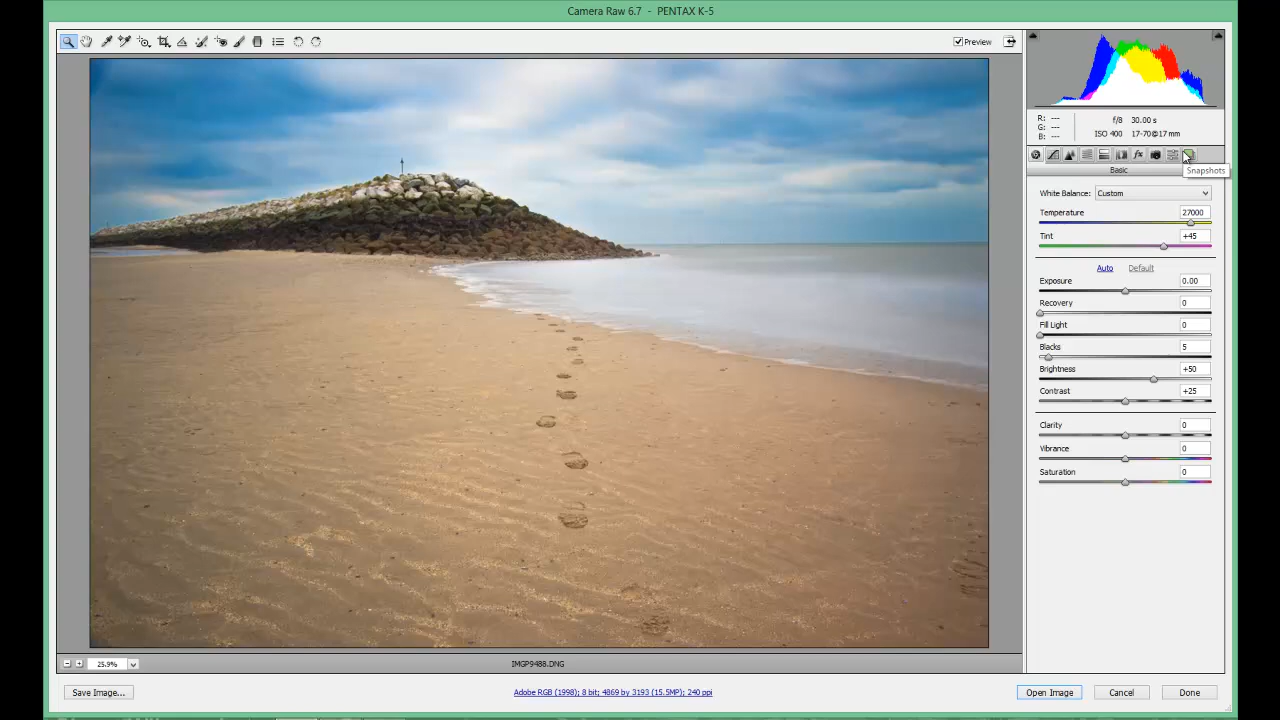 Camera Raw 6.7 - PENTAX K-5
Preview
R: ---
G: ---
B: ---
f/8 30.00 s
ISO 400 17-70@17 mm
Snapshots
Basic
White Balance: Custom
Temperature 27000
Tint +45
Auto Default
Exposure 0.00
Recovery 0
Fill Light 0
Blacks 5
Brightness +50
Contrast +25
Clarity 0
Vibrance 0
Saturation 0
25.9%
IMGP9488.DNG
Save Image...
Adobe RGB (1998); 8 bit; 4869 by 3193 (15.5MP); 240 ppi
Open Image
Cancel
Done